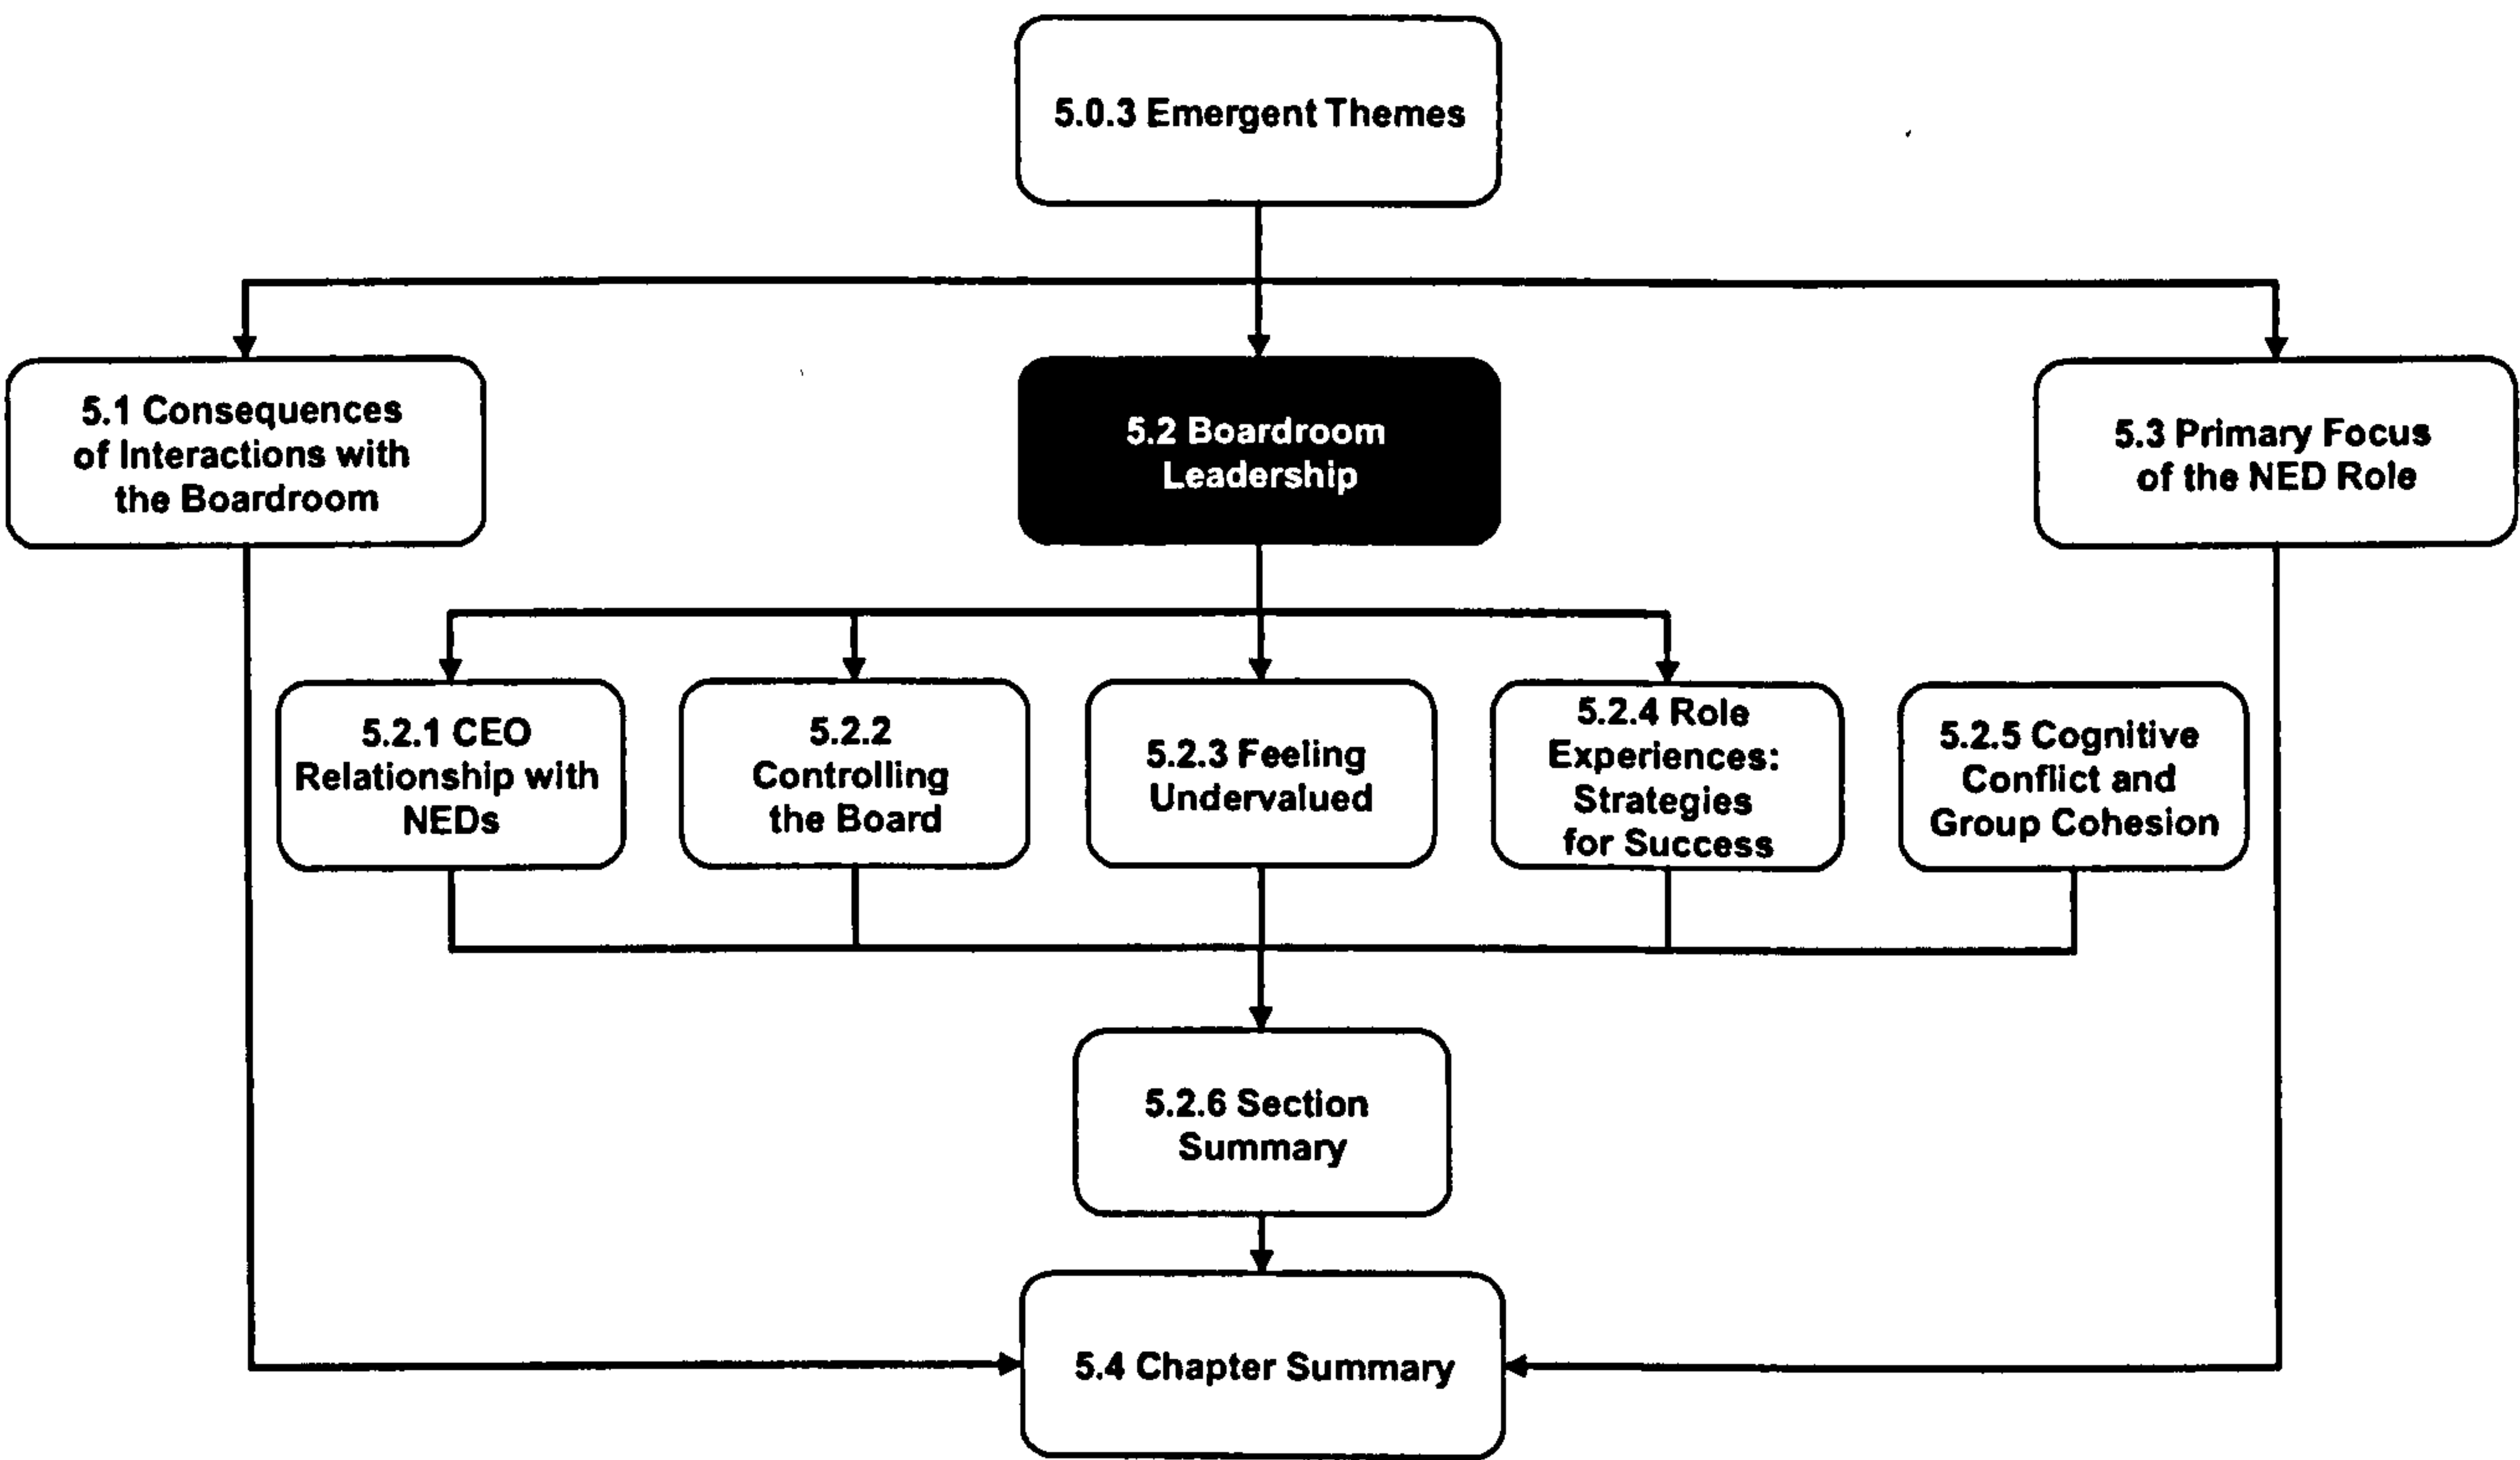 5.0.3 Emergent Themes
5.1 Consequences
of Interactions with
the Boardroom
5.2 Boardroom
Leadership
5.3 Primary Focus
of the NED Role
5.2.1 CEO
Relationship with
NEDs
5.2.2
Controlling
the Board
5.2.3 Feeling
Undervalued
5.2.4 Role
Experiences:
Strategies
for Success
5.2.5 Cognitive
Conflict and
Group Cohesion
5.2.6 Section
Summary
5.4 Chapter Summary